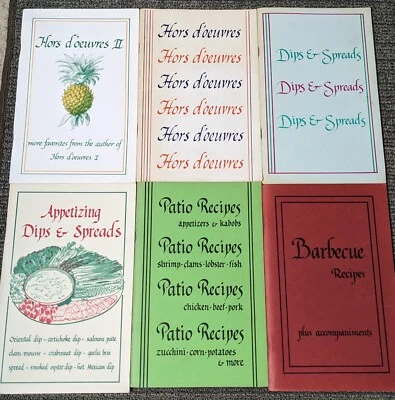 Hors d'oeuvres II
more favorites from the author of
Hors d'oeuvres I
Hors d'oeuvres
Hors d'oeuvres
Hors d'oeuvres
Hors d'oeuvres
Hors d'oeuvres
Hors d'oeuvres
Dips & Spreads
Dips & Spreads
Dips & Spreads
Appetizing
Dips & Spreads
Oriental dip - artichoke dip - salmon pate
clam mousse - crabmeat dip - garlic brie
spread - smoked oyster dip - hot Mexican dip
Patio Recipes
appetizers & kabobs
Patio Recipes
shrimp · clams · lobster · fish
Patio Recipes
chicken · beef · pork
Patio Recipes
zucchini · corn · potatoes
& more
Barbecue
Recipes
plus accompaniments